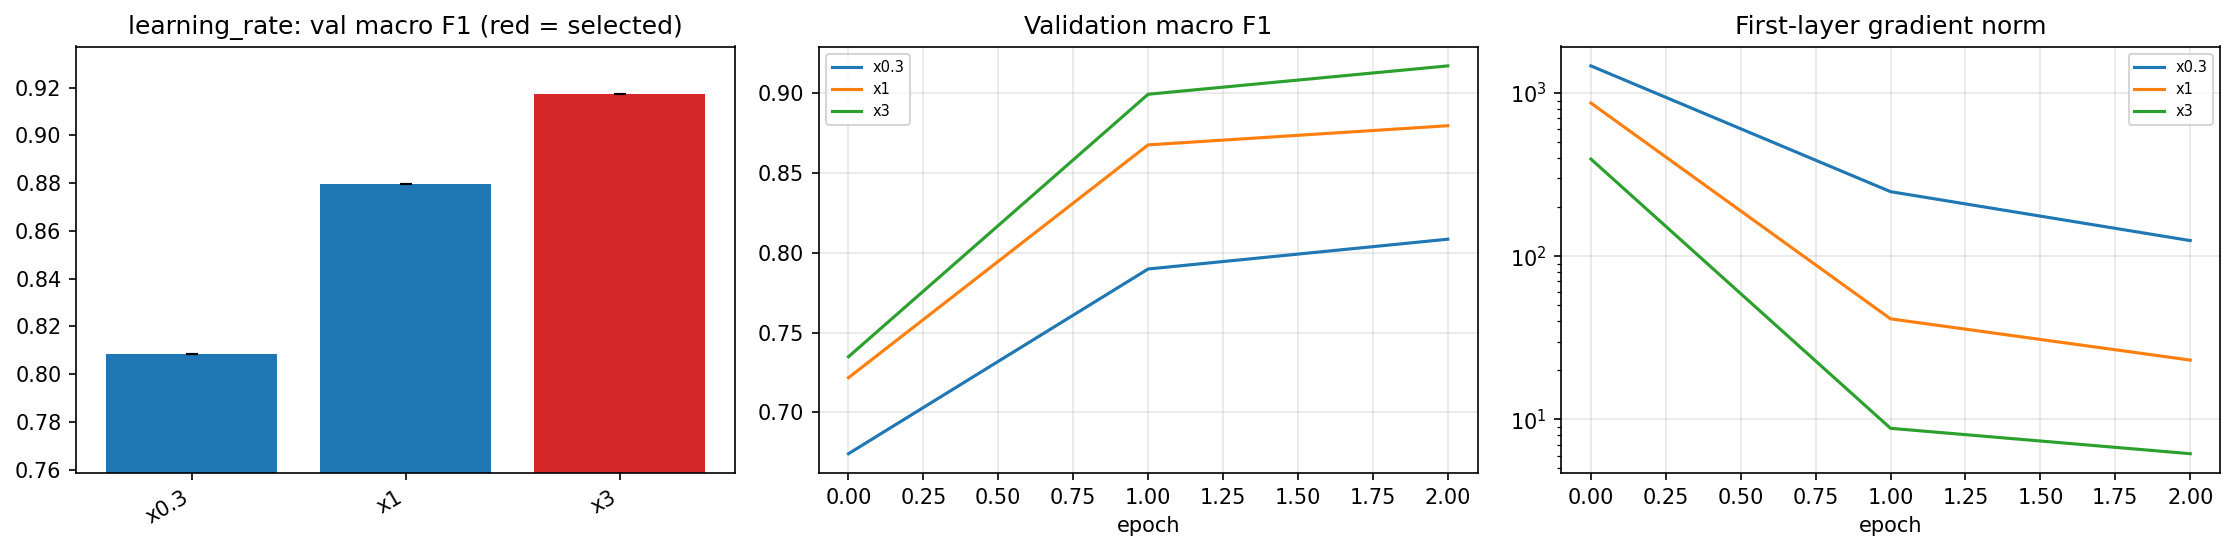 learning_rate: val macro F1 (red = selected)
0.92
0.90
0.88
0.86
0.84
0.82
0.80
0.78
0.76
x0.3
x1
x3
Validation macro F1
x0.3
x1
x3
0.90
0.85
0.80
0.75
0.70
0.00 0.25 0.50 0.75 1.00 1.25 1.50 1.75 2.00
epoch
First-layer gradient norm
x0.3
x1
x3
10³
10²
10¹
0.00 0.25 0.50 0.75 1.00 1.25 1.50 1.75 2.00
epoch